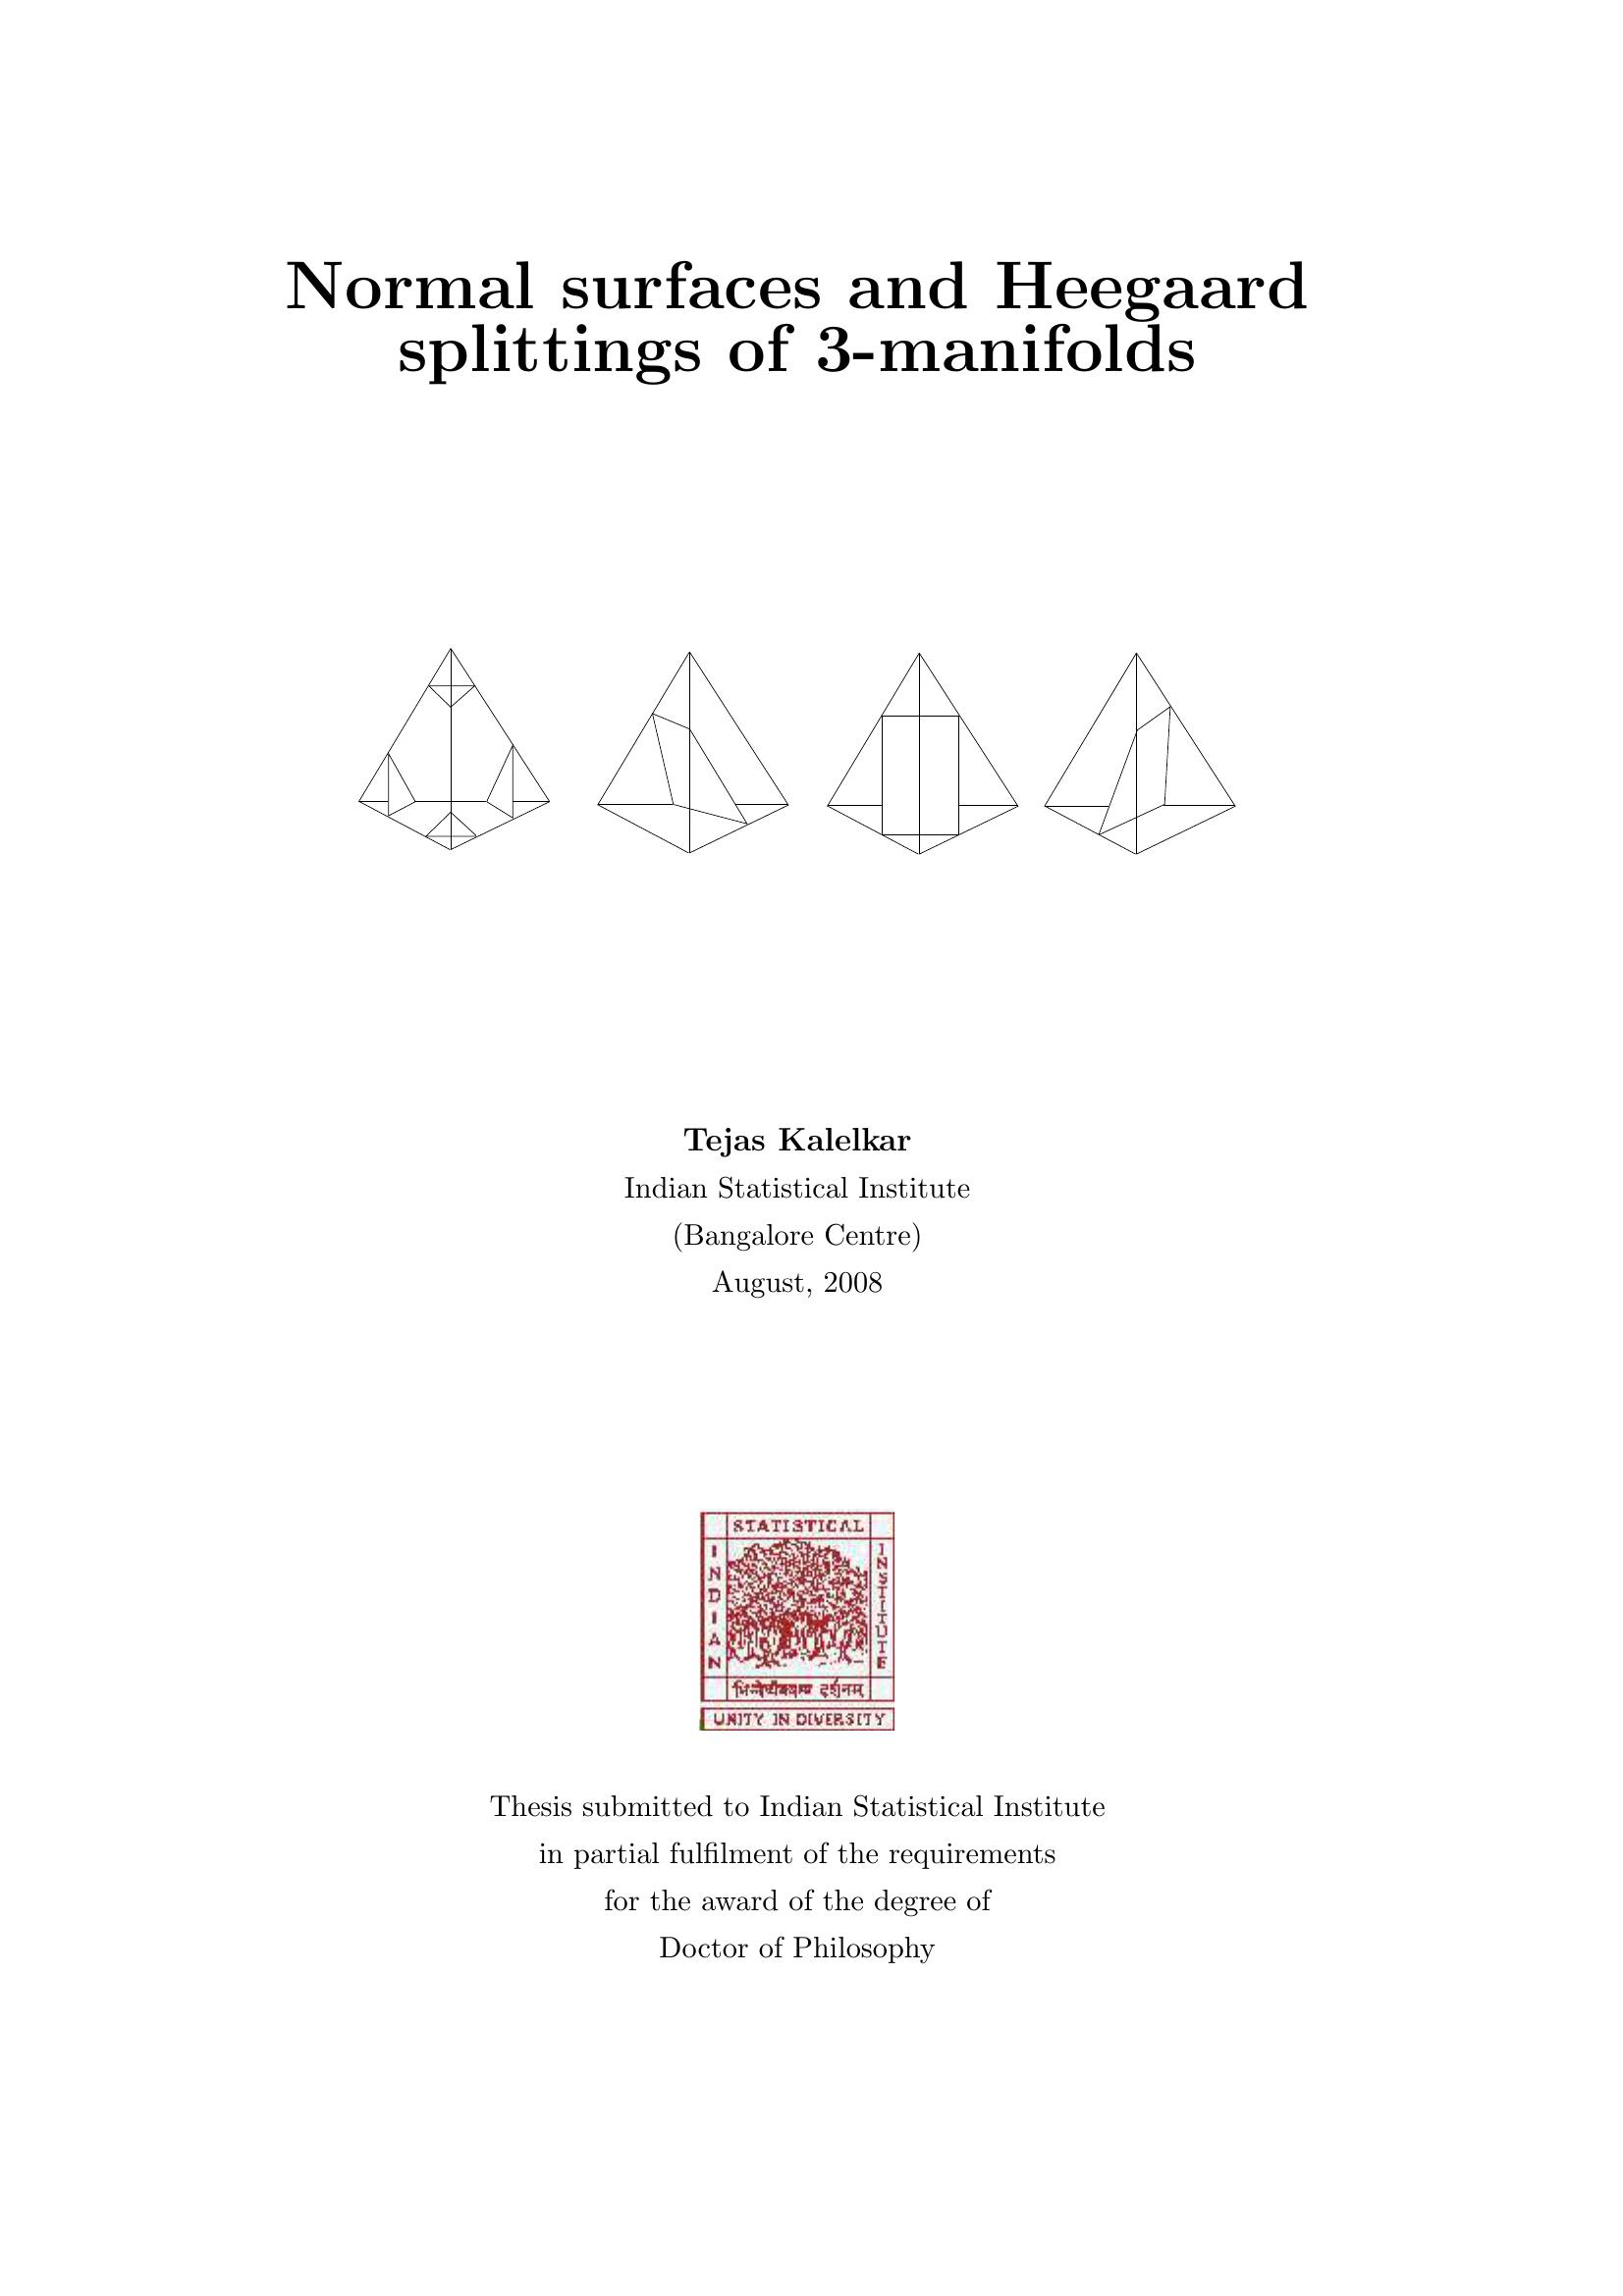 Normal surfaces and Heegaard
splittings of 3-manifolds
Tejas Kalelkar
Indian Statistical Institute
(Bangalore Centre)
August, 2008
STATISTICAL
INDIAN
INSTITUTE
दर्शनम्
UNITY IN DIVERSITY
Thesis submitted to Indian Statistical Institute
in partial fulfilment of the requirements
for the award of the degree of
Doctor of Philosophy